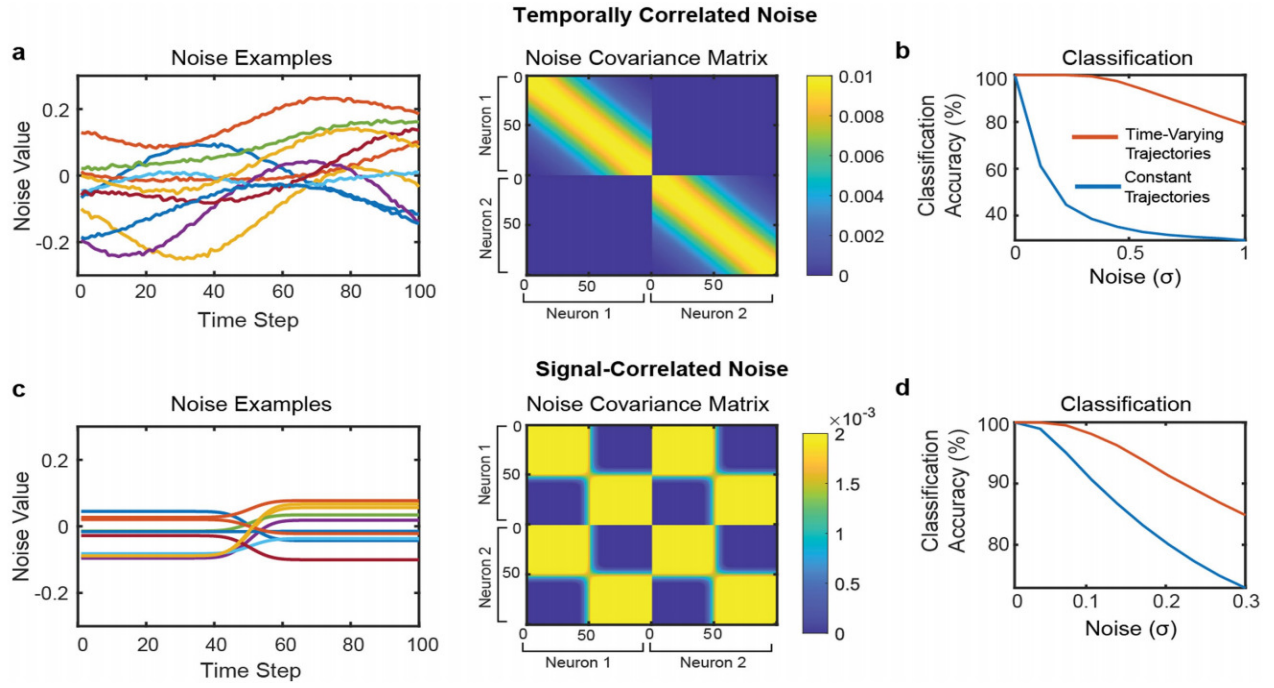 Temporally Correlated Noise
a
Noise Examples
Noise Value
0.2
0
-0.2
0 20 40 60 80 100
Time Step
Noise Covariance Matrix
Neuron 1
Neuron 2
0
50
0
50
0 50 0 50
Neuron 1 Neuron 2
0.01
0.008
0.006
0.004
0.002
0
b
Classification
Classification
Accuracy (%)
100
80
60
40
Time-Varying
Trajectories
Constant
Trajectories
0 0.5 1
Noise (σ)
Signal-Correlated Noise
c
Noise Examples
Noise Value
0.2
0
-0.2
0 20 40 60 80 100
Time Step
Noise Covariance Matrix
Neuron 1
Neuron 2
0
50
0
50
0 50 0 50
Neuron 1 Neuron 2
×10⁻³
2
1.5
1
0.5
0
d
Classification
Classification
Accuracy (%)
100
90
80
0 0.1 0.2 0.3
Noise (σ)